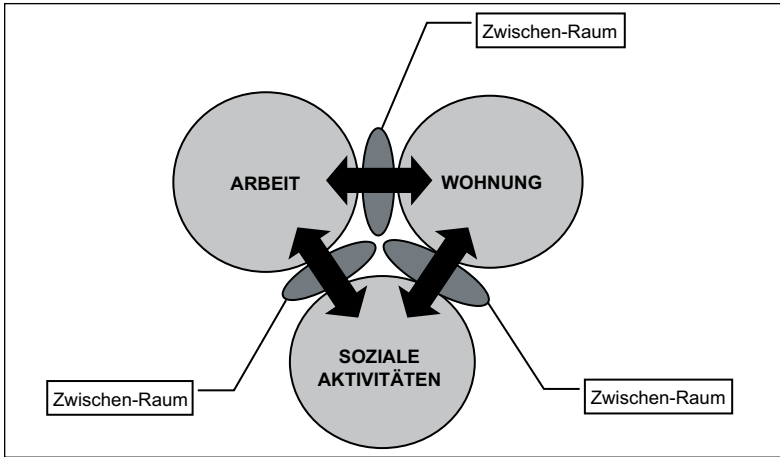 Zwischen-Raum
ARBEIT
WOHNUNG
SOZIALE
AKTIVITÄTEN
Zwischen-Raum
Zwischen-Raum